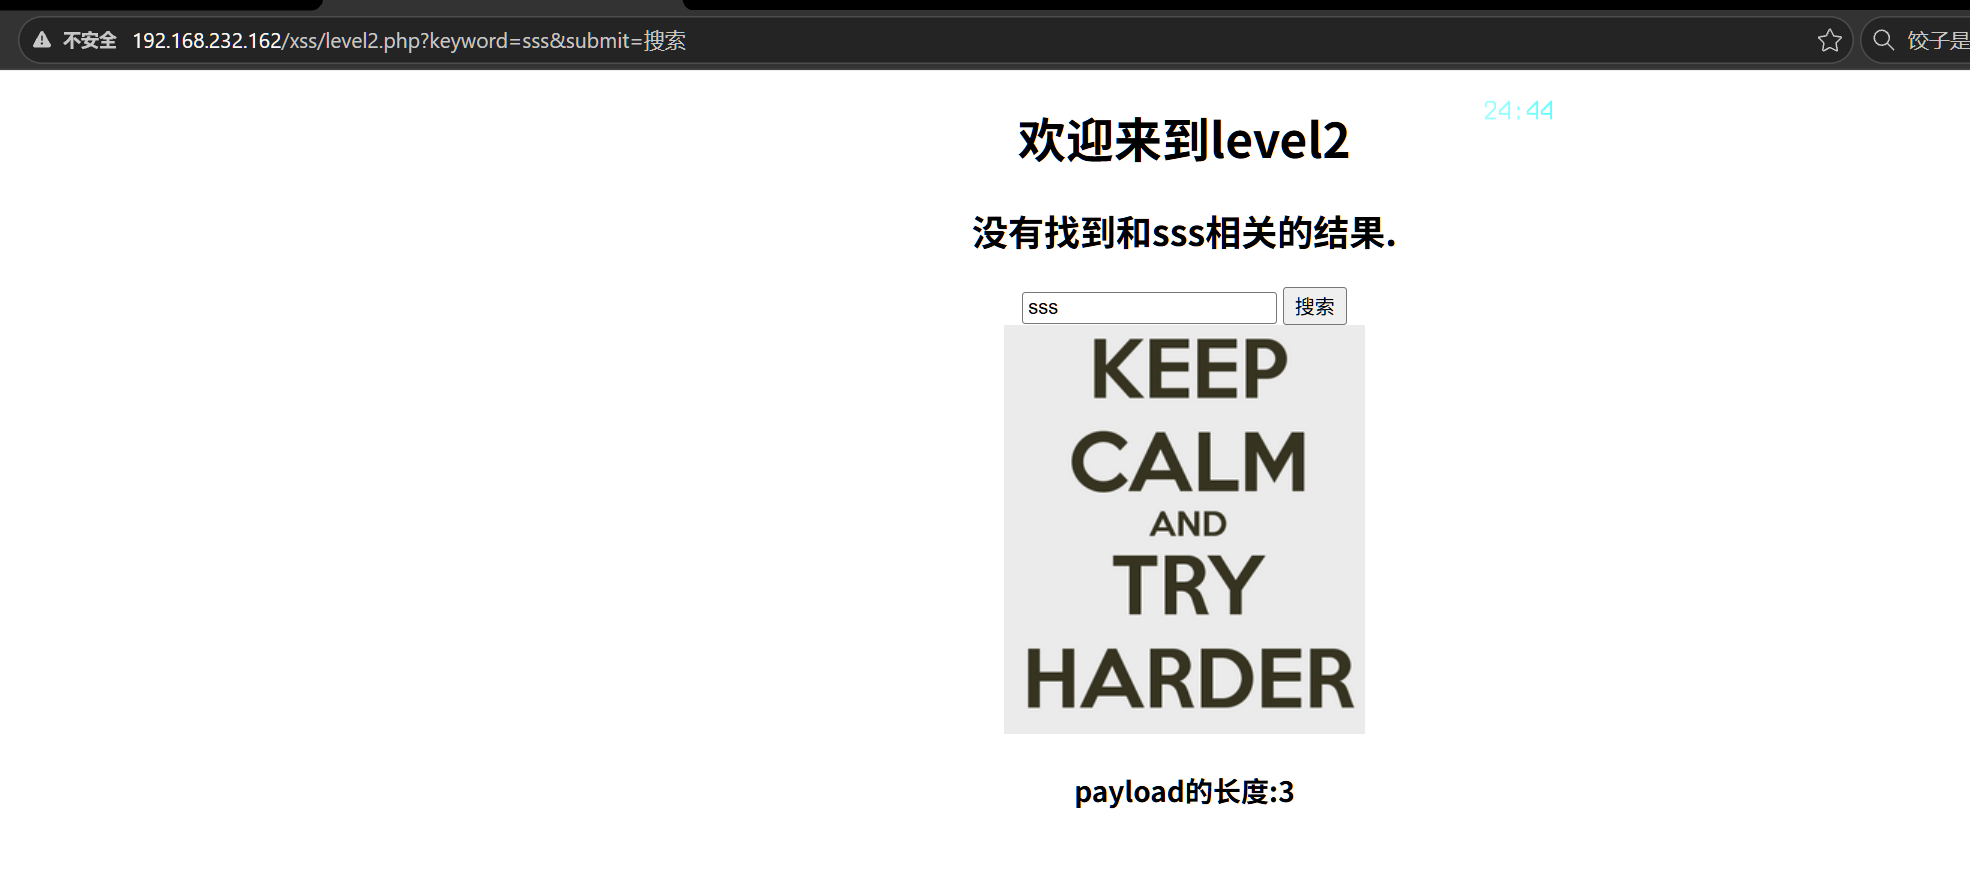 不安全 192.168.232.162/xss/level2.php?keyword=sss&submit=搜索
饺子是
24:44
欢迎来到level2
没有找到和sss相关的结果.
sss 搜索
KEEP
CALM
AND
TRY
HARDER
payload的长度:3